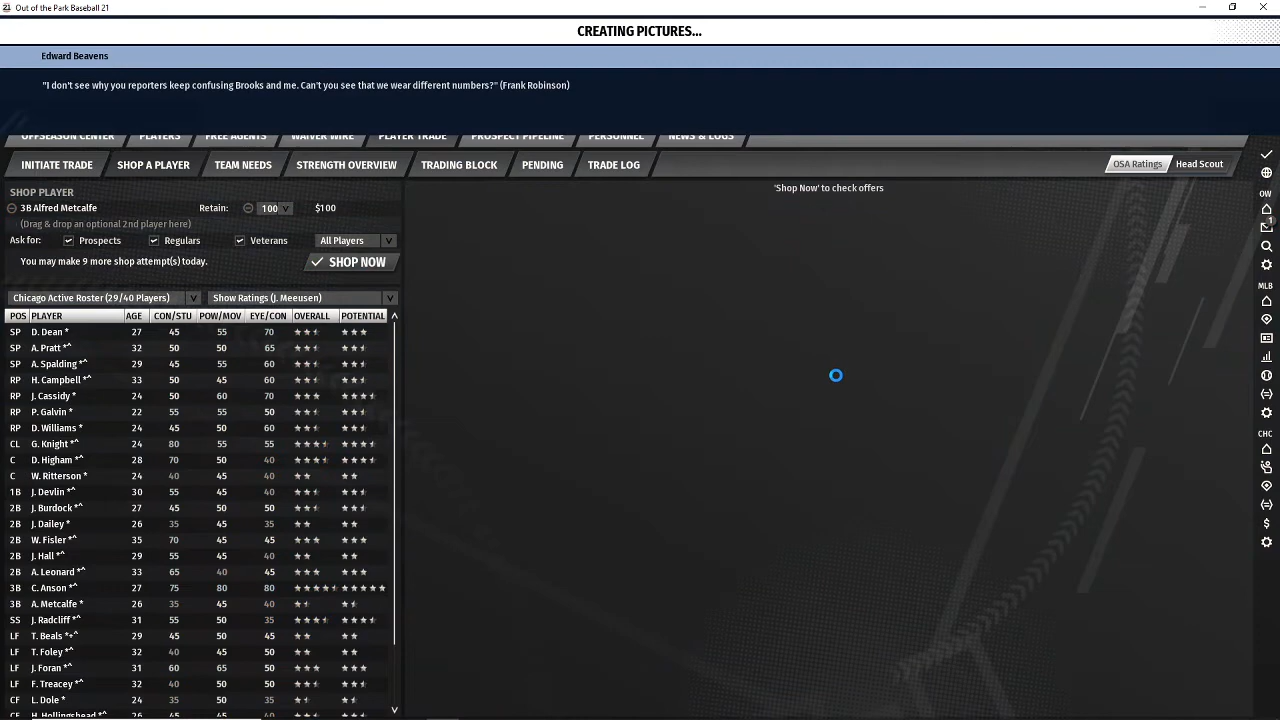 21 Out of the Park Baseball 21
CREATING PICTURES...
Edward Beavens
"I don't see why you reporters keep confusing Brooks and me. Can't you see that we wear different numbers?" (Frank Robinson)
OFFSEASON CENTER PLAYERS FREE AGENTS WAIVER WIRE PLAYER TRADE PROSPECT PIPELINE PERSONNEL NEWS & LOGS
INITIATE TRADE SHOP A PLAYER TEAM NEEDS STRENGTH OVERVIEW TRADING BLOCK PENDING TRADE LOG OSA Ratings Head Scout
SHOP PLAYER 'Shop Now' to check offers
3B Alfred Metcalfe Retain: 100 $100
(Drag & drop an optional 2nd player here)
Ask for: Prospects Regulars Veterans All Players
You may make 9 more shop attempt(s) today. SHOP NOW
Chicago Active Roster (29/40 Players) Show Ratings (J. Meeusen)
POS PLAYER AGE CON/STU POW/MOV EYE/CON OVERALL POTENTIAL
SP D. Dean * 27 45 55 70
SP A. Pratt *^ 32 50 50 65
SP A. Spalding *^ 29 45 55 60
RP H. Campbell *^ 33 50 45 60
RP J. Cassidy * 24 50 60 70
RP P. Galvin * 22 55 55 50
RP D. Williams * 24 45 50 60
CL G. Knight *^ 24 80 55 55
C D. Higham *^ 28 70 50 40
C W. Ritterson * 24 40 45 40
1B J. Devlin *^ 30 55 45 40
2B J. Burdock *^ 27 45 50 50
2B J. Dailey * 26 35 45 40
2B W. Fisler *^ 35 70 45 45
2B J. Hall *^ 29 55 45 40
2B A. Leonard *^ 33 65 40 45
3B C. Anson *^ 27 75 80 80
3B A. Metcalfe * 26 35 45 40
SS J. Radcliff *^ 31 55 50 35
LF T. Beals *+^ 29 45 50 45
LF T. Foley *^ 32 40 45 50
LF J. Foran *^ 31 60 65 50
LF F. Treacey *^ 32 40 50 50
CF L. Dole * 24 35 50 35
CF H. Hollingshead *^ 26 45 45 40
OW
1
MLB
CHC